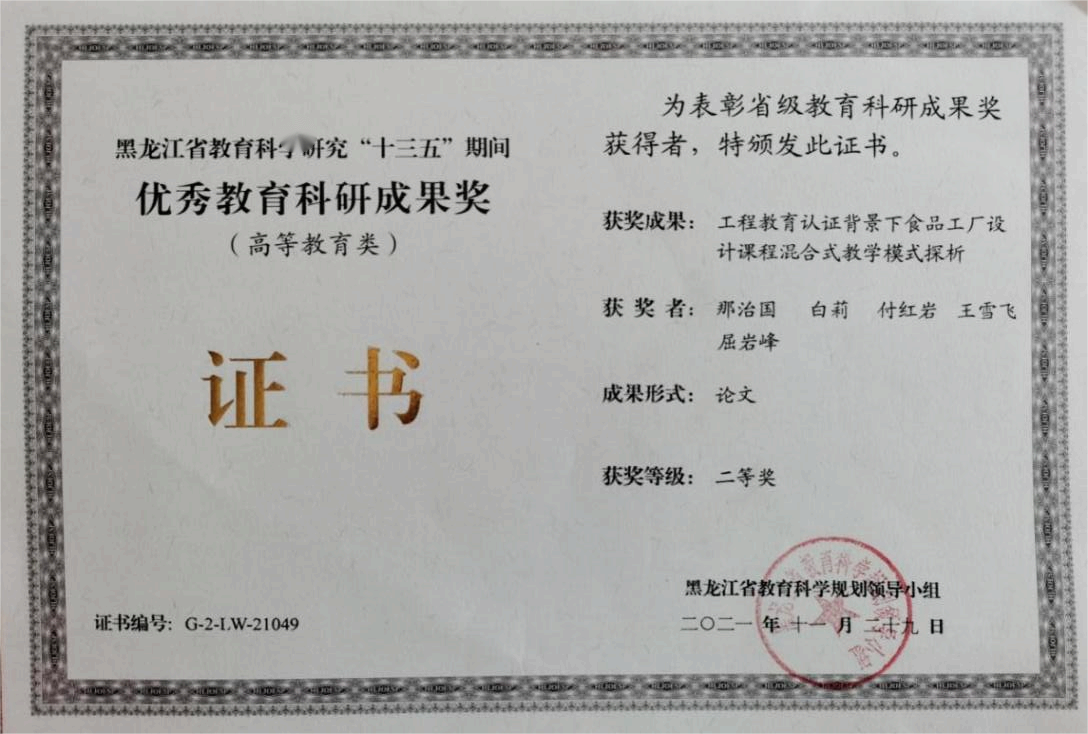 黑龙江省教育科学研究“十三五”期间
优秀教育科研成果奖
（高等教育类）
证 书
证书编号：G-2-LW-21049
为表彰省级教育科研成果奖
获得者，特颁发此证书。
获奖成果：工程教育认证背景下食品工厂设
计课程混合式教学模式探析
获 奖 者：那治国 白莉 付红岩 王雪飞
屈岩峰
成果形式：论文
获奖等级：二等奖
黑龙江省教育科学规划领导小组
二〇二一年十一月二十九日